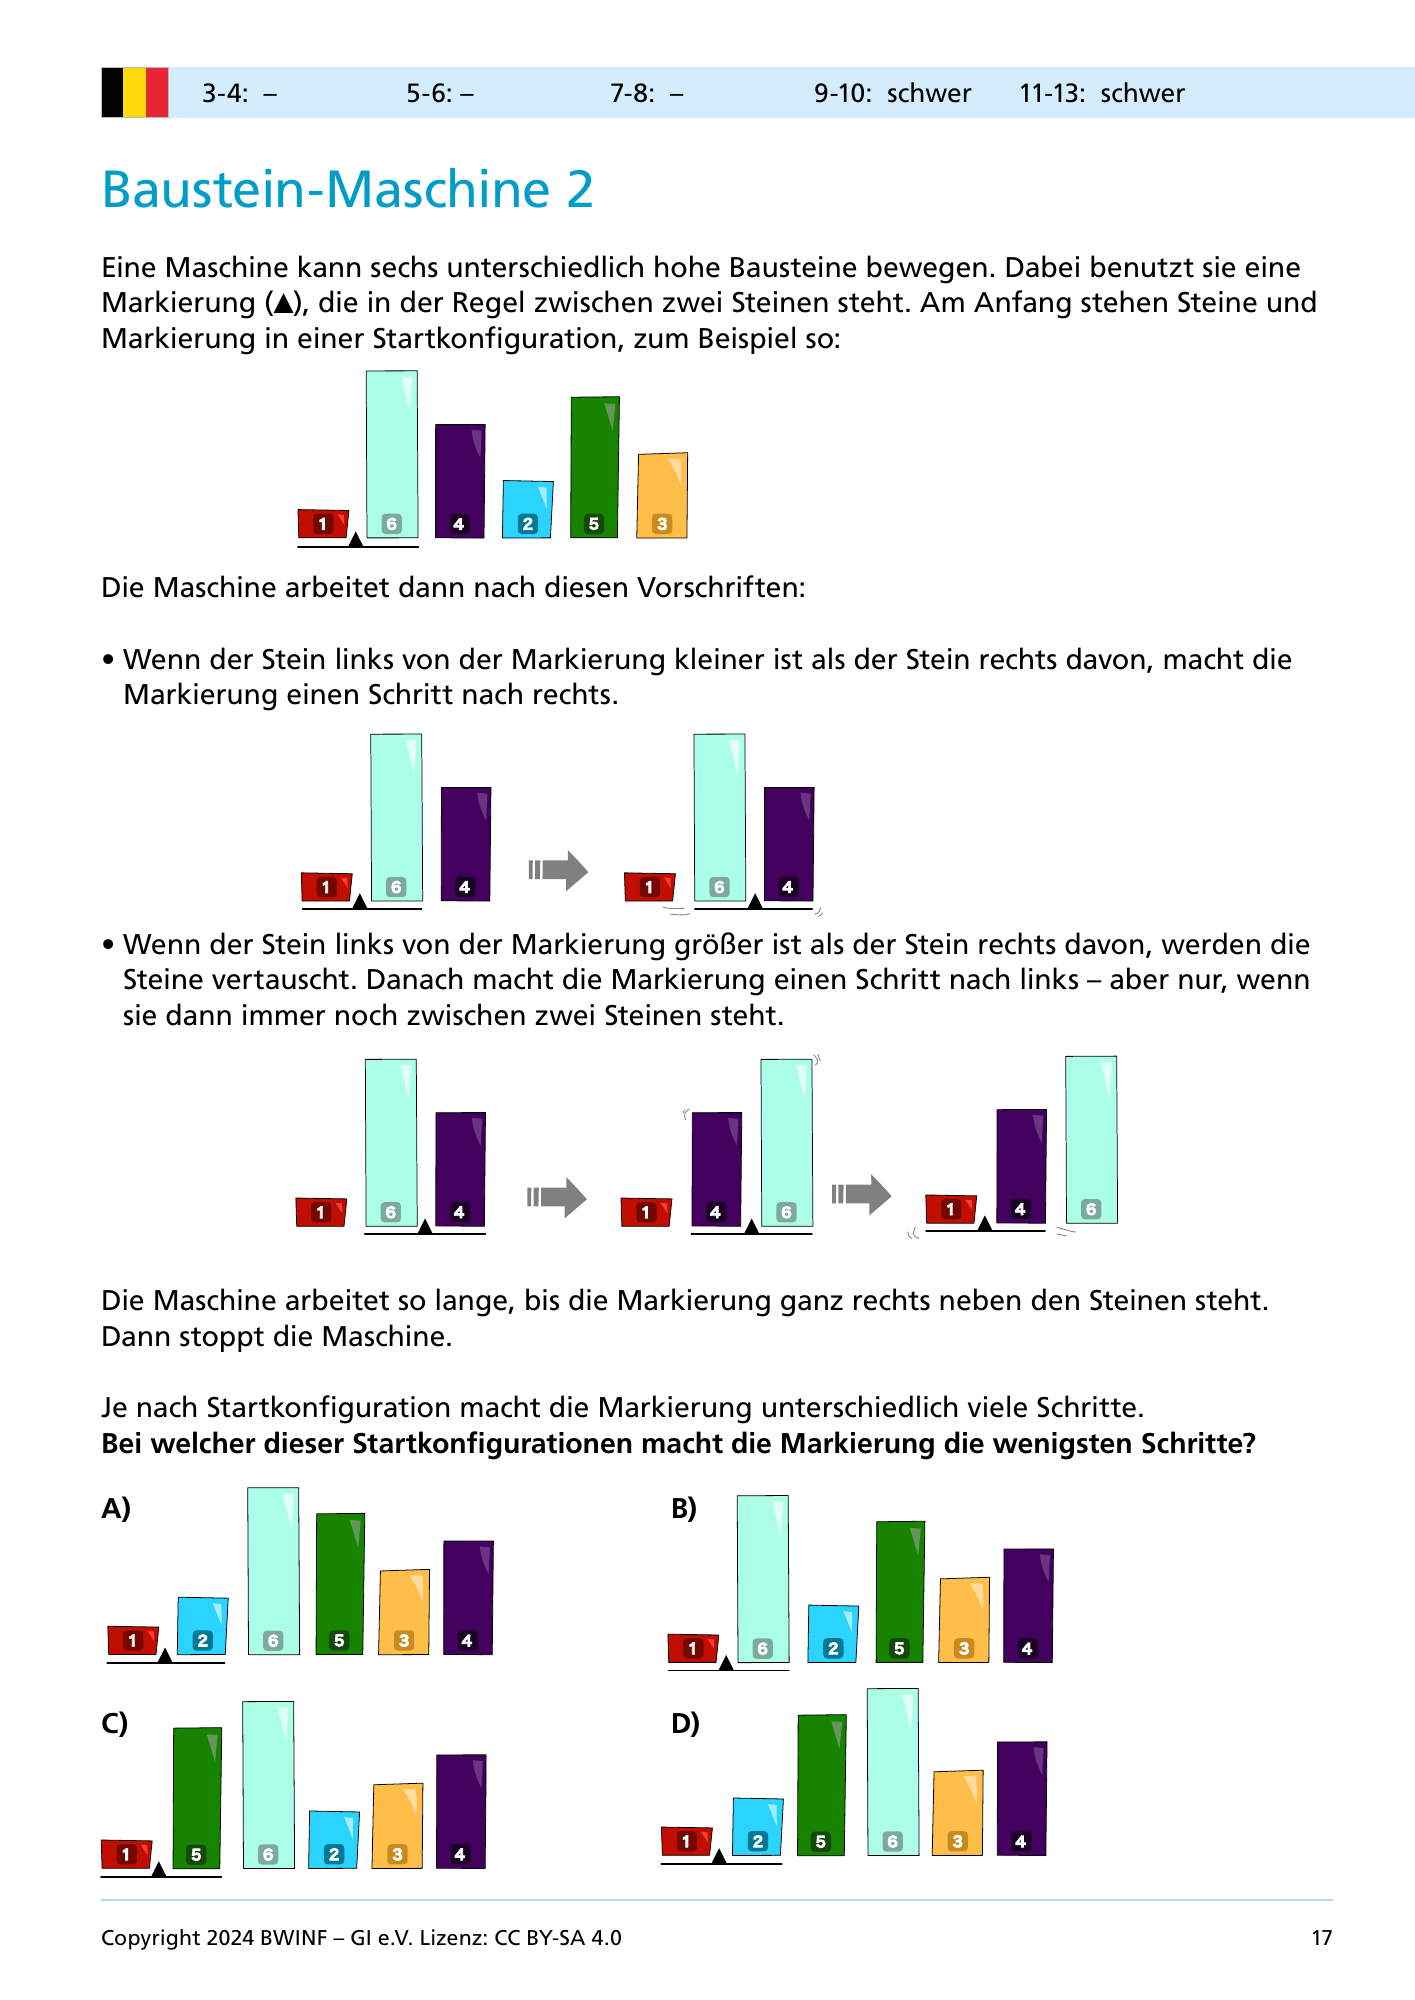 3-4: – 5-6: – 7-8: – 9-10: schwer 11-13: schwer
Baustein-Maschine 2
Eine Maschine kann sechs unterschiedlich hohe Bausteine bewegen. Dabei benutzt sie eine
Markierung (▲), die in der Regel zwischen zwei Steinen steht. Am Anfang stehen Steine und
Markierung in einer Startkonfiguration, zum Beispiel so:
1 6 4 2 5 3
Die Maschine arbeitet dann nach diesen Vorschriften:
• Wenn der Stein links von der Markierung kleiner ist als der Stein rechts davon, macht die
Markierung einen Schritt nach rechts.
1 6 4 1 6 4
• Wenn der Stein links von der Markierung größer ist als der Stein rechts davon, werden die
Steine vertauscht. Danach macht die Markierung einen Schritt nach links – aber nur, wenn
sie dann immer noch zwischen zwei Steinen steht.
1 6 4 1 4 6 1 4 6
Die Maschine arbeitet so lange, bis die Markierung ganz rechts neben den Steinen steht.
Dann stoppt die Maschine.
Je nach Startkonfiguration macht die Markierung unterschiedlich viele Schritte.
Bei welcher dieser Startkonfigurationen macht die Markierung die wenigsten Schritte?
A)
1 2 6 5 3 4
B)
1 6 2 5 3 4
C)
1 5 6 2 3 4
D)
1 2 5 6 3 4
Copyright 2024 BWINF – GI e.V. Lizenz: CC BY-SA 4.0 17